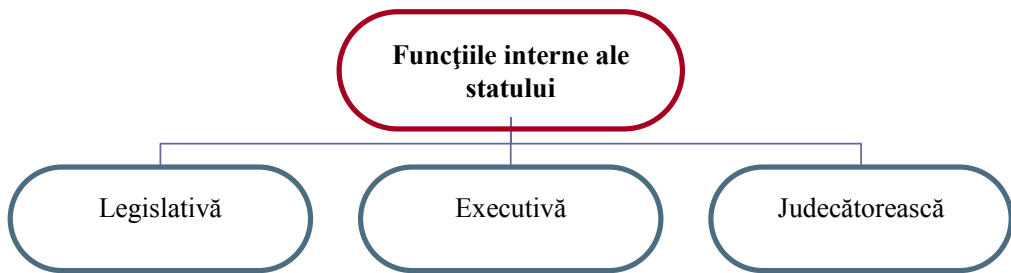 Funcţiile interne ale
statului
Legislativă
Executivă
Judecătorească